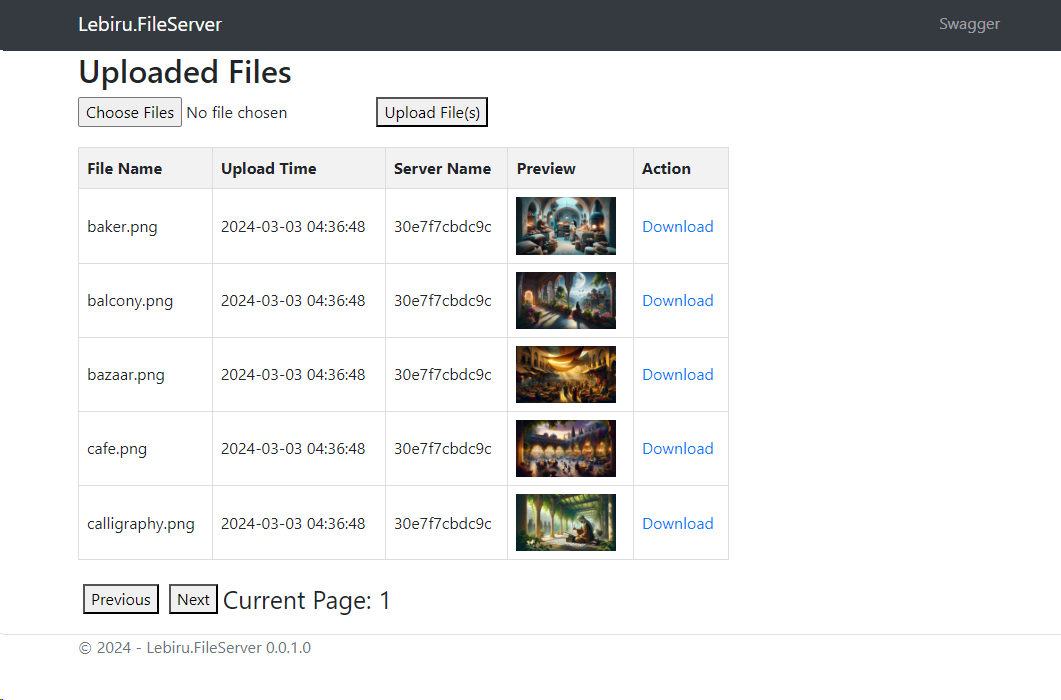 Lebiru.FileServer Swagger
Uploaded Files
Choose Files No file chosen Upload File(s)
File Name Upload Time Server Name Preview Action
baker.png 2024-03-03 04:36:48 30e7f7cbdc9c Download
balcony.png 2024-03-03 04:36:48 30e7f7cbdc9c Download
bazaar.png 2024-03-03 04:36:48 30e7f7cbdc9c Download
cafe.png 2024-03-03 04:36:48 30e7f7cbdc9c Download
calligraphy.png 2024-03-03 04:36:48 30e7f7cbdc9c Download
Previous Next Current Page: 1
© 2024 - Lebiru.FileServer 0.0.1.0